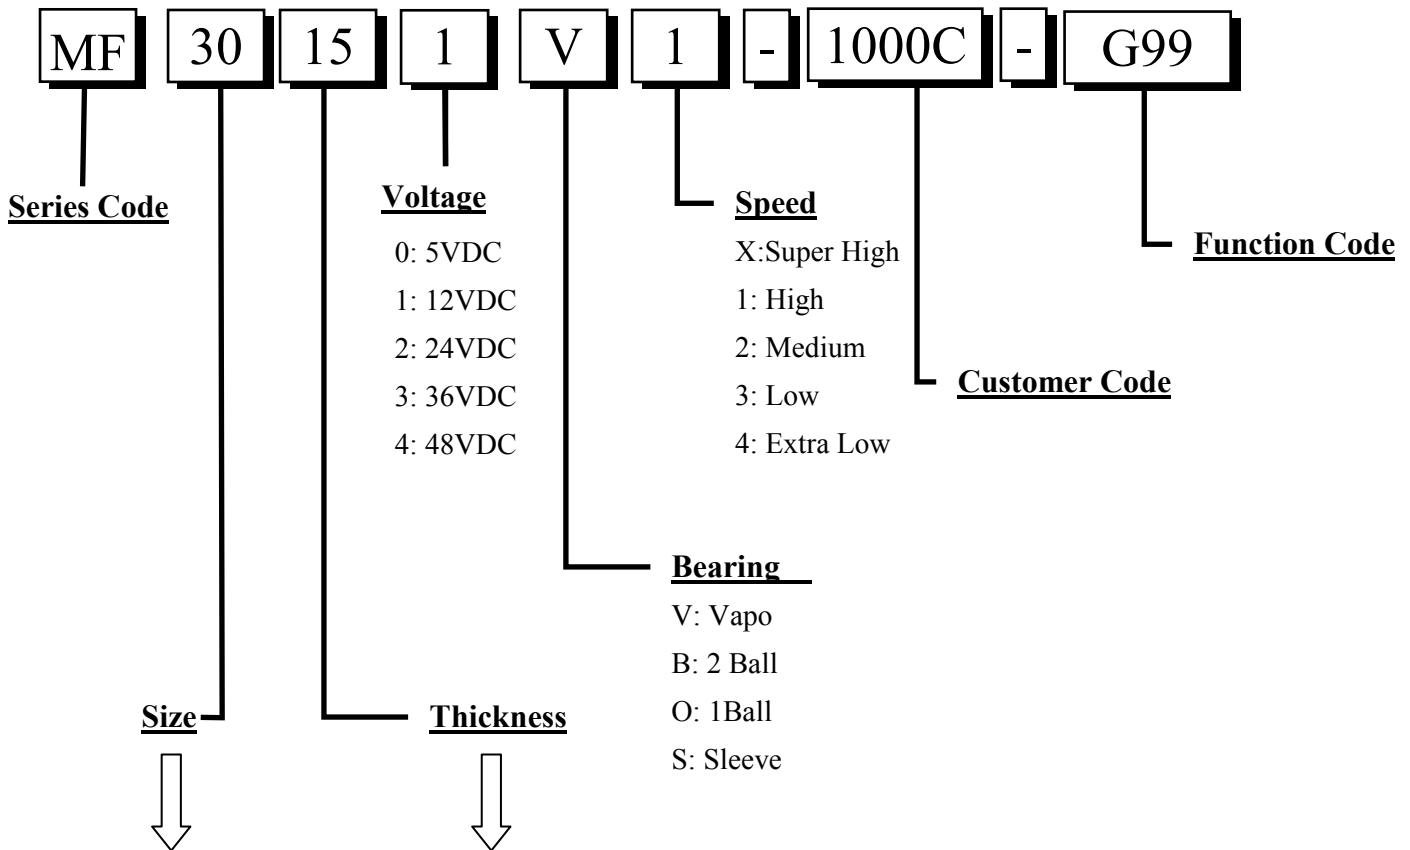 MF 30 15 1 V 1 - 1000C - G99
Series Code
Voltage
0: 5VDC
1: 12VDC
2: 24VDC
3: 36VDC
4: 48VDC
Speed
X:Super High
1: High
2: Medium
3: Low
4: Extra Low
Function Code
Customer Code
Bearing
V: Vapo
B: 2 Ball
O: 1Ball
S: Sleeve
Size
Thickness